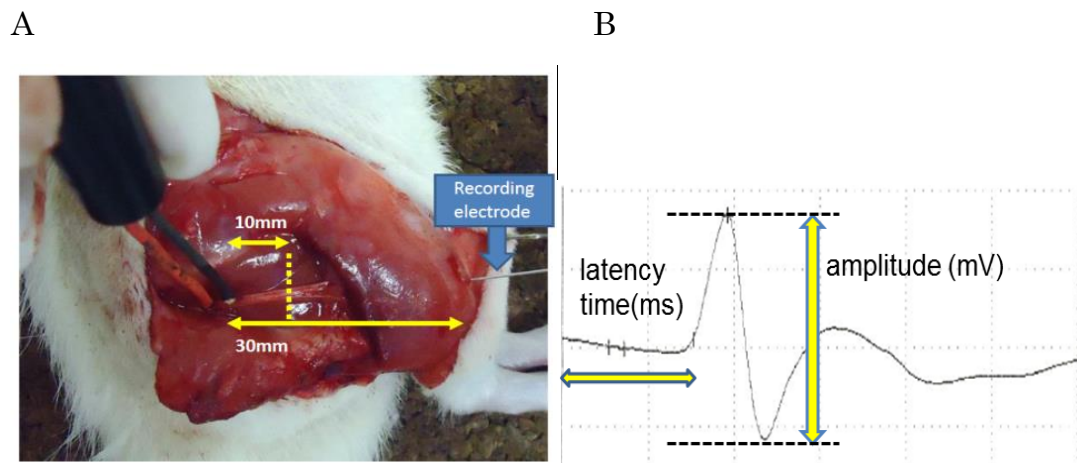 A
B
Recording
electrode
10mm
30mm
latency
time(ms)
amplitude (mV)